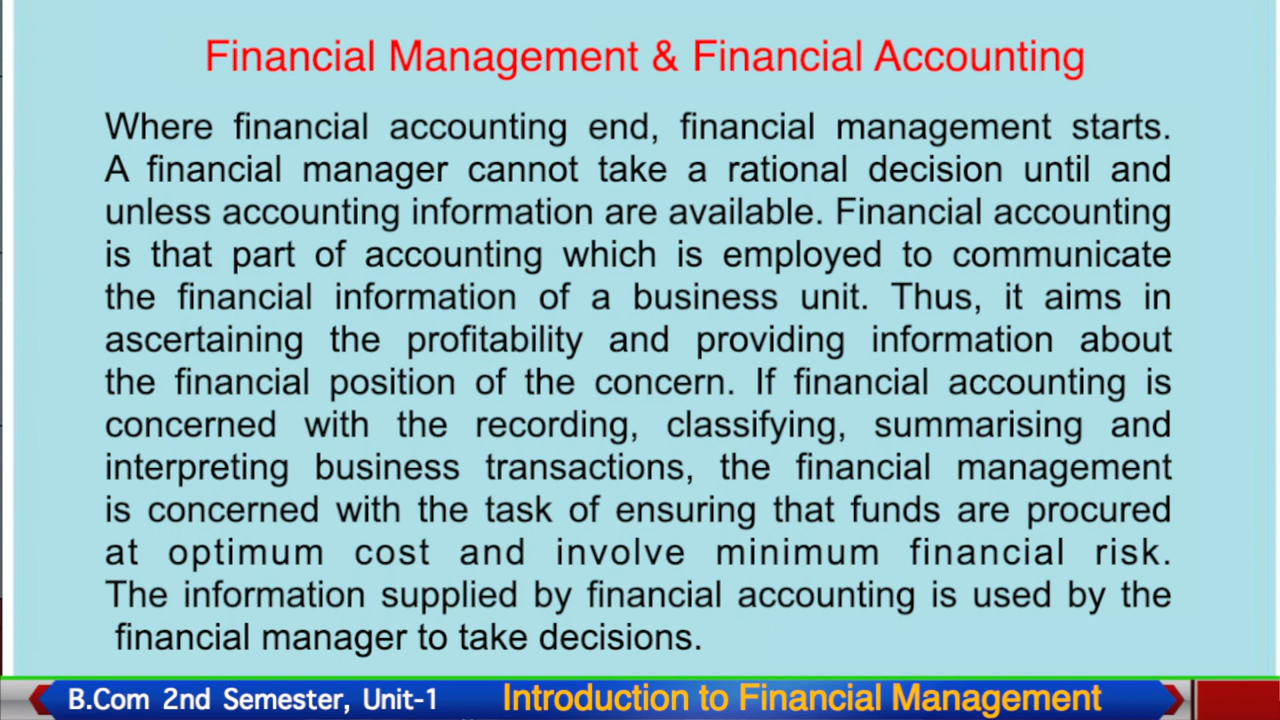 Financial Management & Financial Accounting
Where financial accounting end, financial management starts.
A financial manager cannot take a rational decision until and
unless accounting information are available. Financial accounting
is that part of accounting which is employed to communicate
the financial information of a business unit. Thus, it aims in
ascertaining the profitability and providing information about
the financial position of the concern. If financial accounting is
concerned with the recording, classifying, summarising and
interpreting business transactions, the financial management
is concerned with the task of ensuring that funds are procured
at optimum cost and involve minimum financial risk.
The information supplied by financial accounting is used by the
financial manager to take decisions.
B.Com 2nd Semester, Unit-1 Introduction to Financial Management